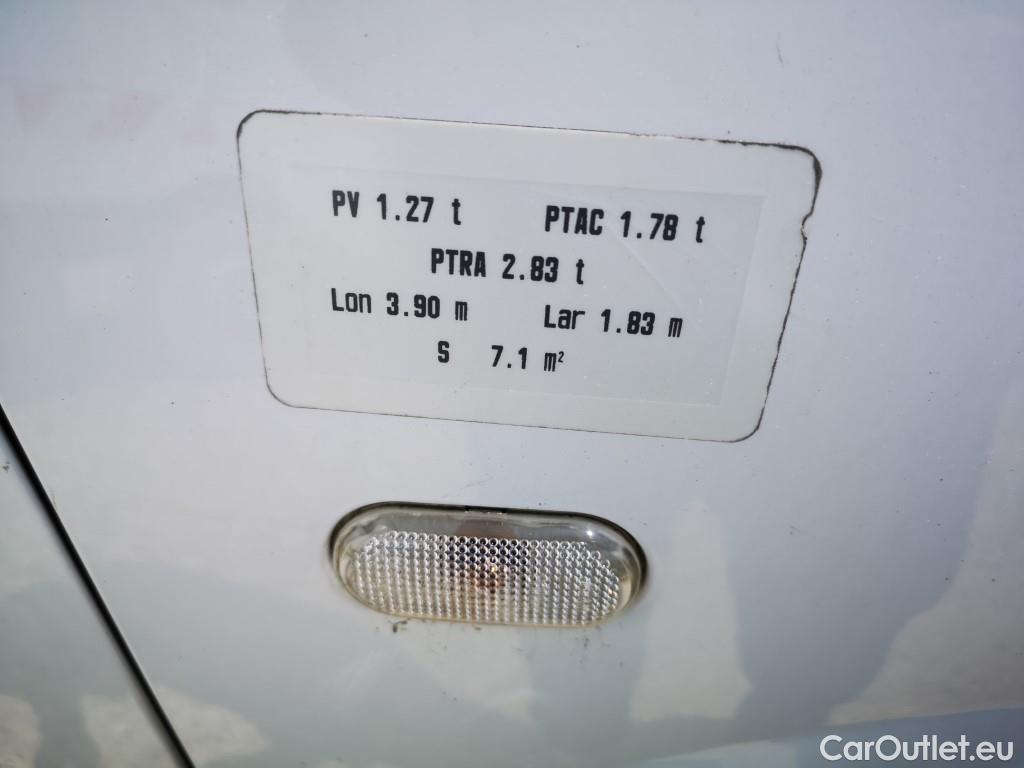 PV 1.27 t PTAC 1.78 t
PTRA 2.83 t
Lon 3.90 m Lar 1.83 m
S 7.1 m²
CarOutlet.eu